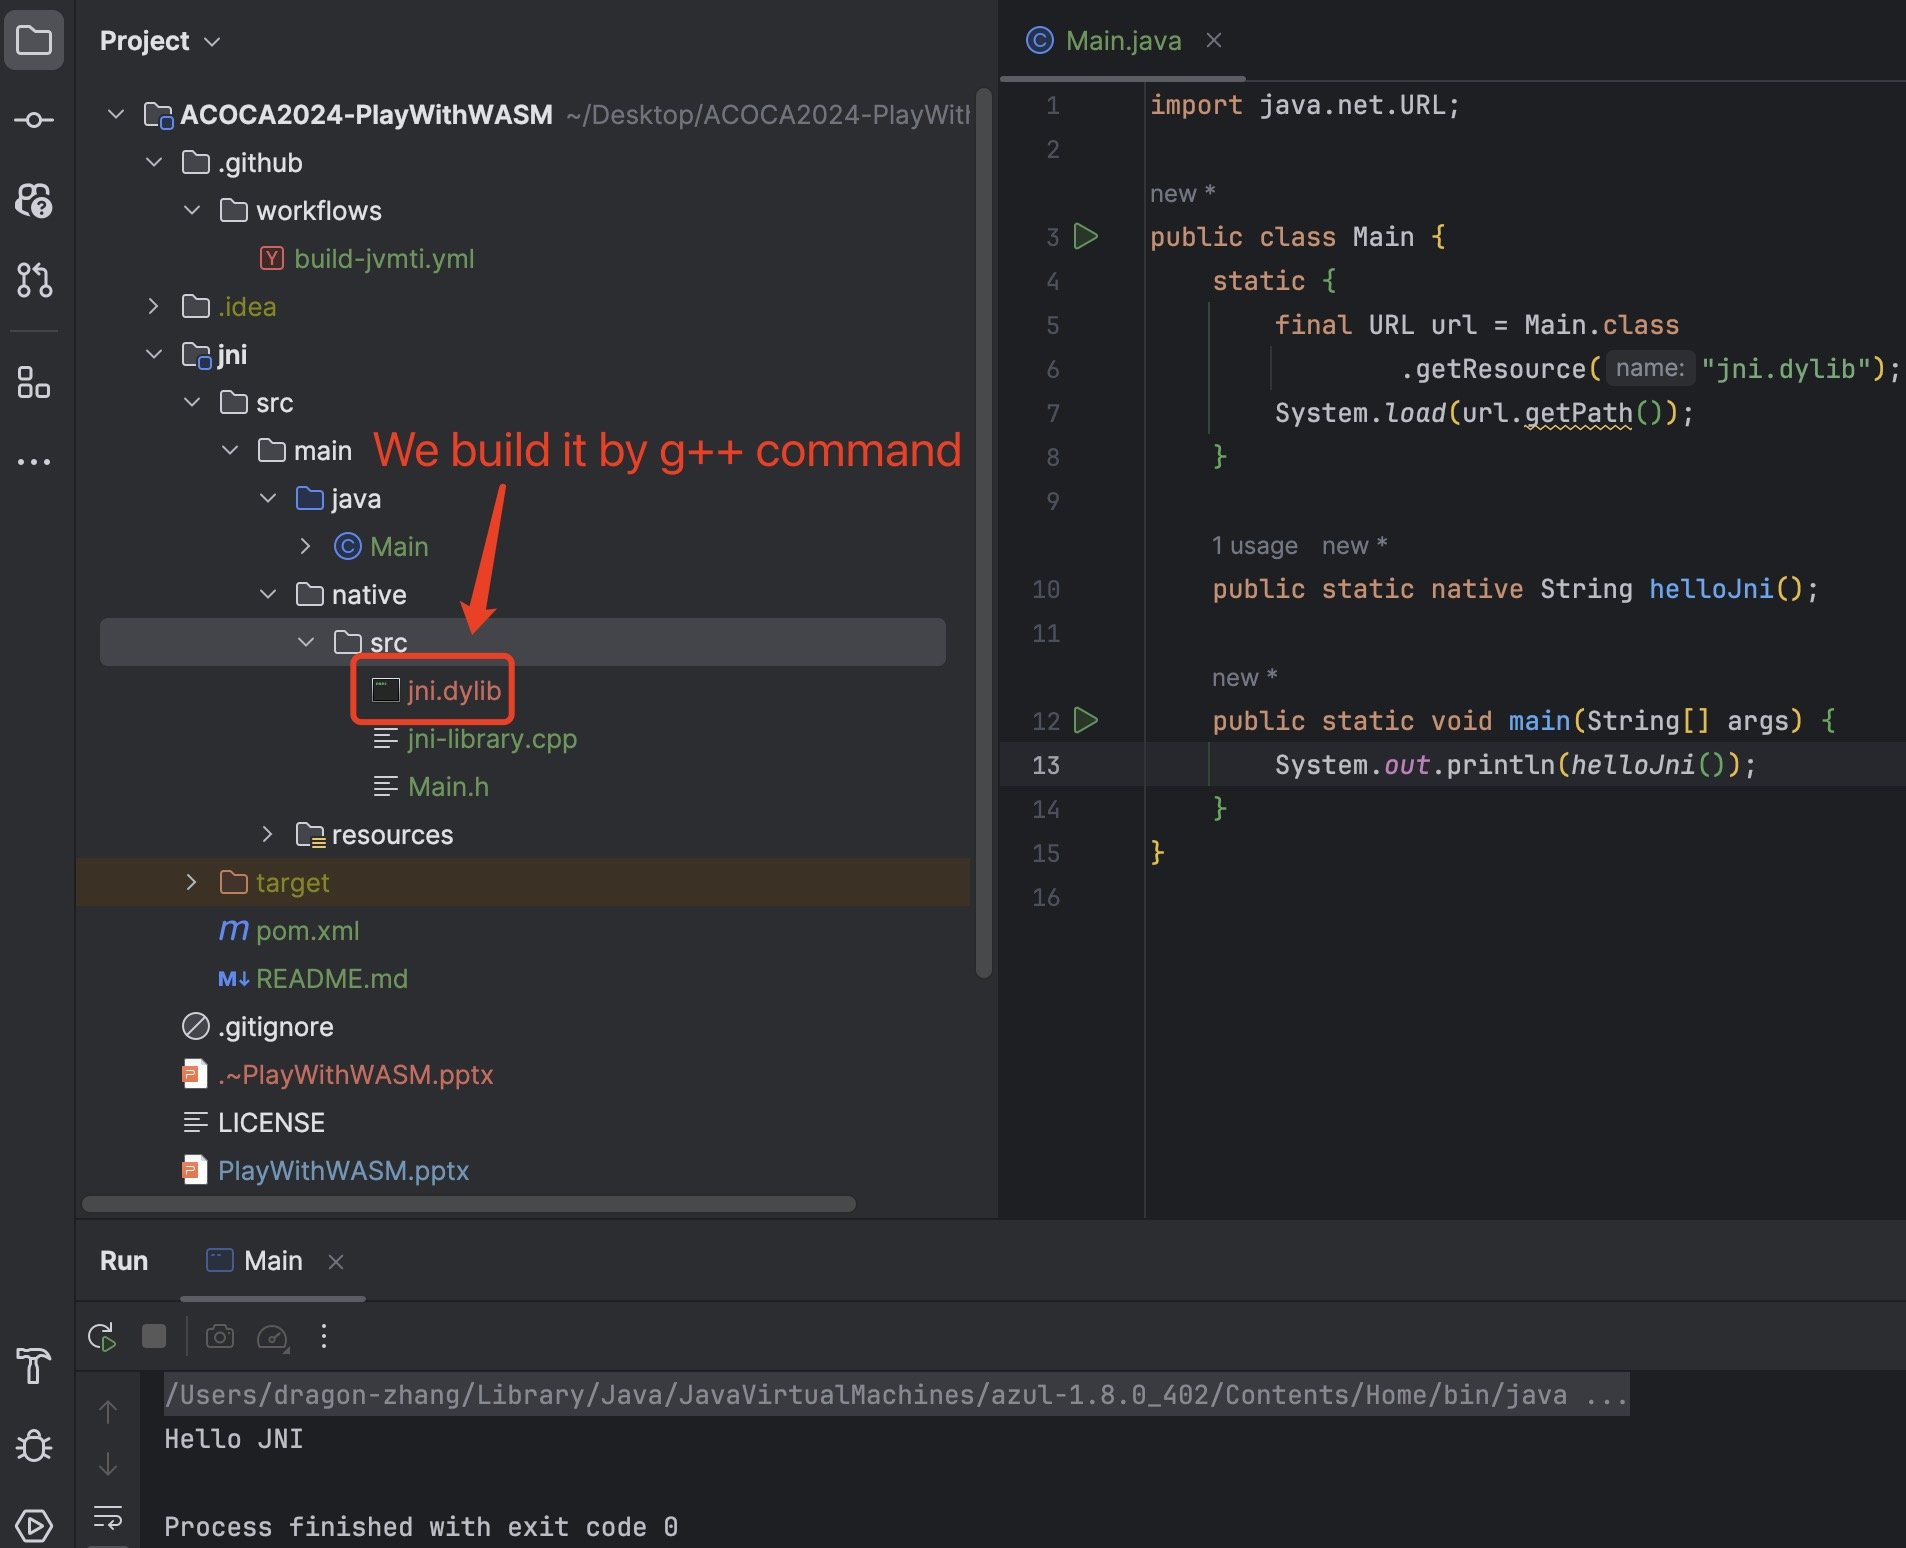 Project
ACOCA2024-PlayWithWASM ~/Desktop/ACOCA2024-PlayWith
.github
workflows
build-jvmti.yml
.idea
jni
src
main
We build it by g++ command
java
Main
native
src
jni.dylib
jni-library.cpp
Main.h
resources
target
pom.xml
README.md
.gitignore
.~PlayWithWASM.pptx
LICENSE
PlayWithWASM.pptx
Main.java
1 import java.net.URL;
2
new *
3 public class Main {
4 static {
5 final URL url = Main.class
6 .getResource( name: "jni.dylib");
7 System.load(url.getPath());
8 }
9
1 usage new *
10 public static native String helloJni();
11
new *
12 public static void main(String[] args) {
13 System.out.println(helloJni());
14 }
15 }
16
Run Main
/Users/dragon-zhang/Library/Java/JavaVirtualMachines/azul-1.8.0_402/Contents/Home/bin/java ...
Hello JNI
Process finished with exit code 0